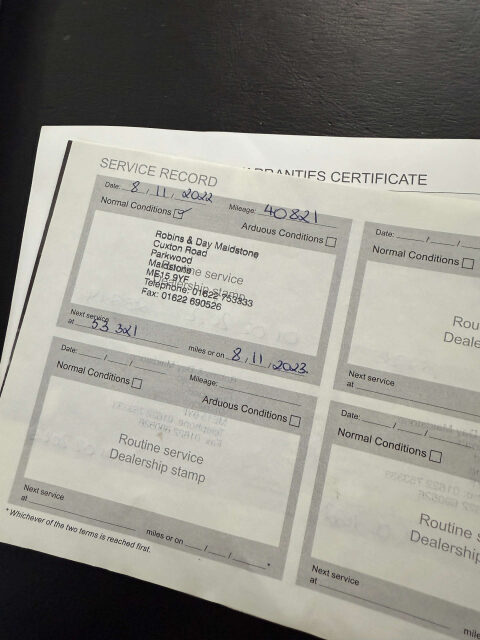 WARRANTIES CERTIFICATE
SERVICE RECORD
Date: 8 / 11 / 2022 Mileage: 40821
Normal Conditions Arduous Conditions
Robins & Day Maidstone
Cuxton Road
Parkwood
Maidstone
ME15 9YF
Telephone: 01622 753333
Fax: 01622 690526
Routine service
Dealership stamp
Next service
at 53 321 miles or on 8 / 11 / 2023
Date: / /
Normal Conditions
Rou
Next service
at
Date: / / Mileage:
Normal Conditions Arduous Conditions
Routine service
Dealership stamp
Next service
at miles or on / / *
* Whichever of the two terms is reached first.
Date: / /
Normal Conditions
Routine s
Dealership
Next service
at mile